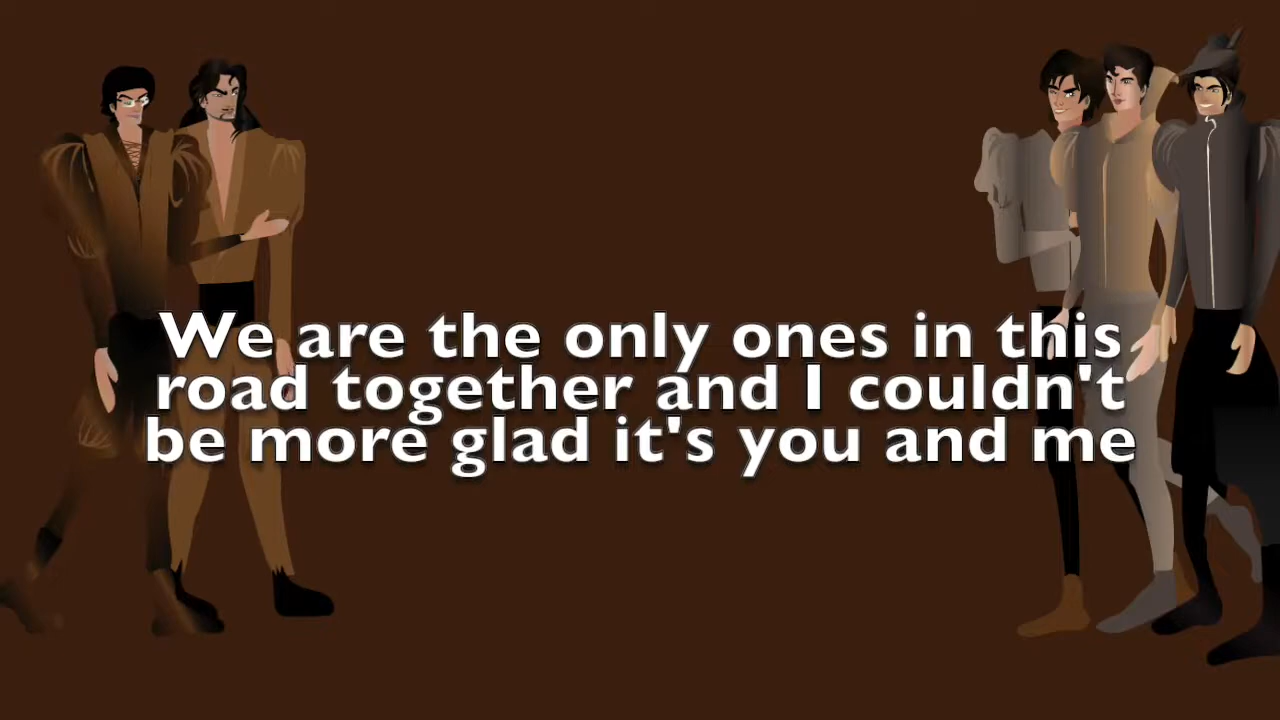 We are the only ones in this
road together and I couldn't
be more glad it's you and me